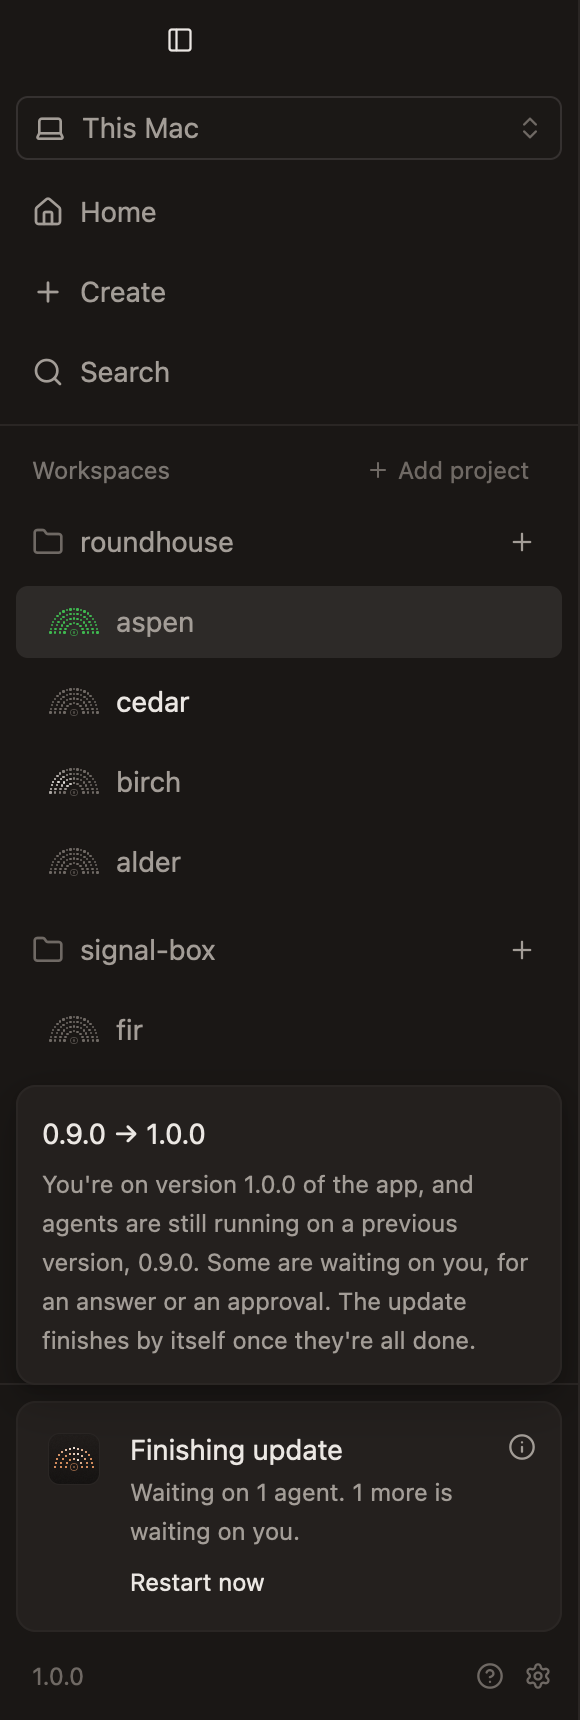 This Mac
Home
Create
Search
Workspaces
+ Add project
roundhouse
aspen
cedar
birch
alder
signal-box
fir
0.9.0 → 1.0.0
You're on version 1.0.0 of the app, and
agents are still running on a previous
version, 0.9.0. Some are waiting on you, for
an answer or an approval. The update
finishes by itself once they're all done.
Finishing update
Waiting on 1 agent. 1 more is
waiting on you.
Restart now
1.0.0